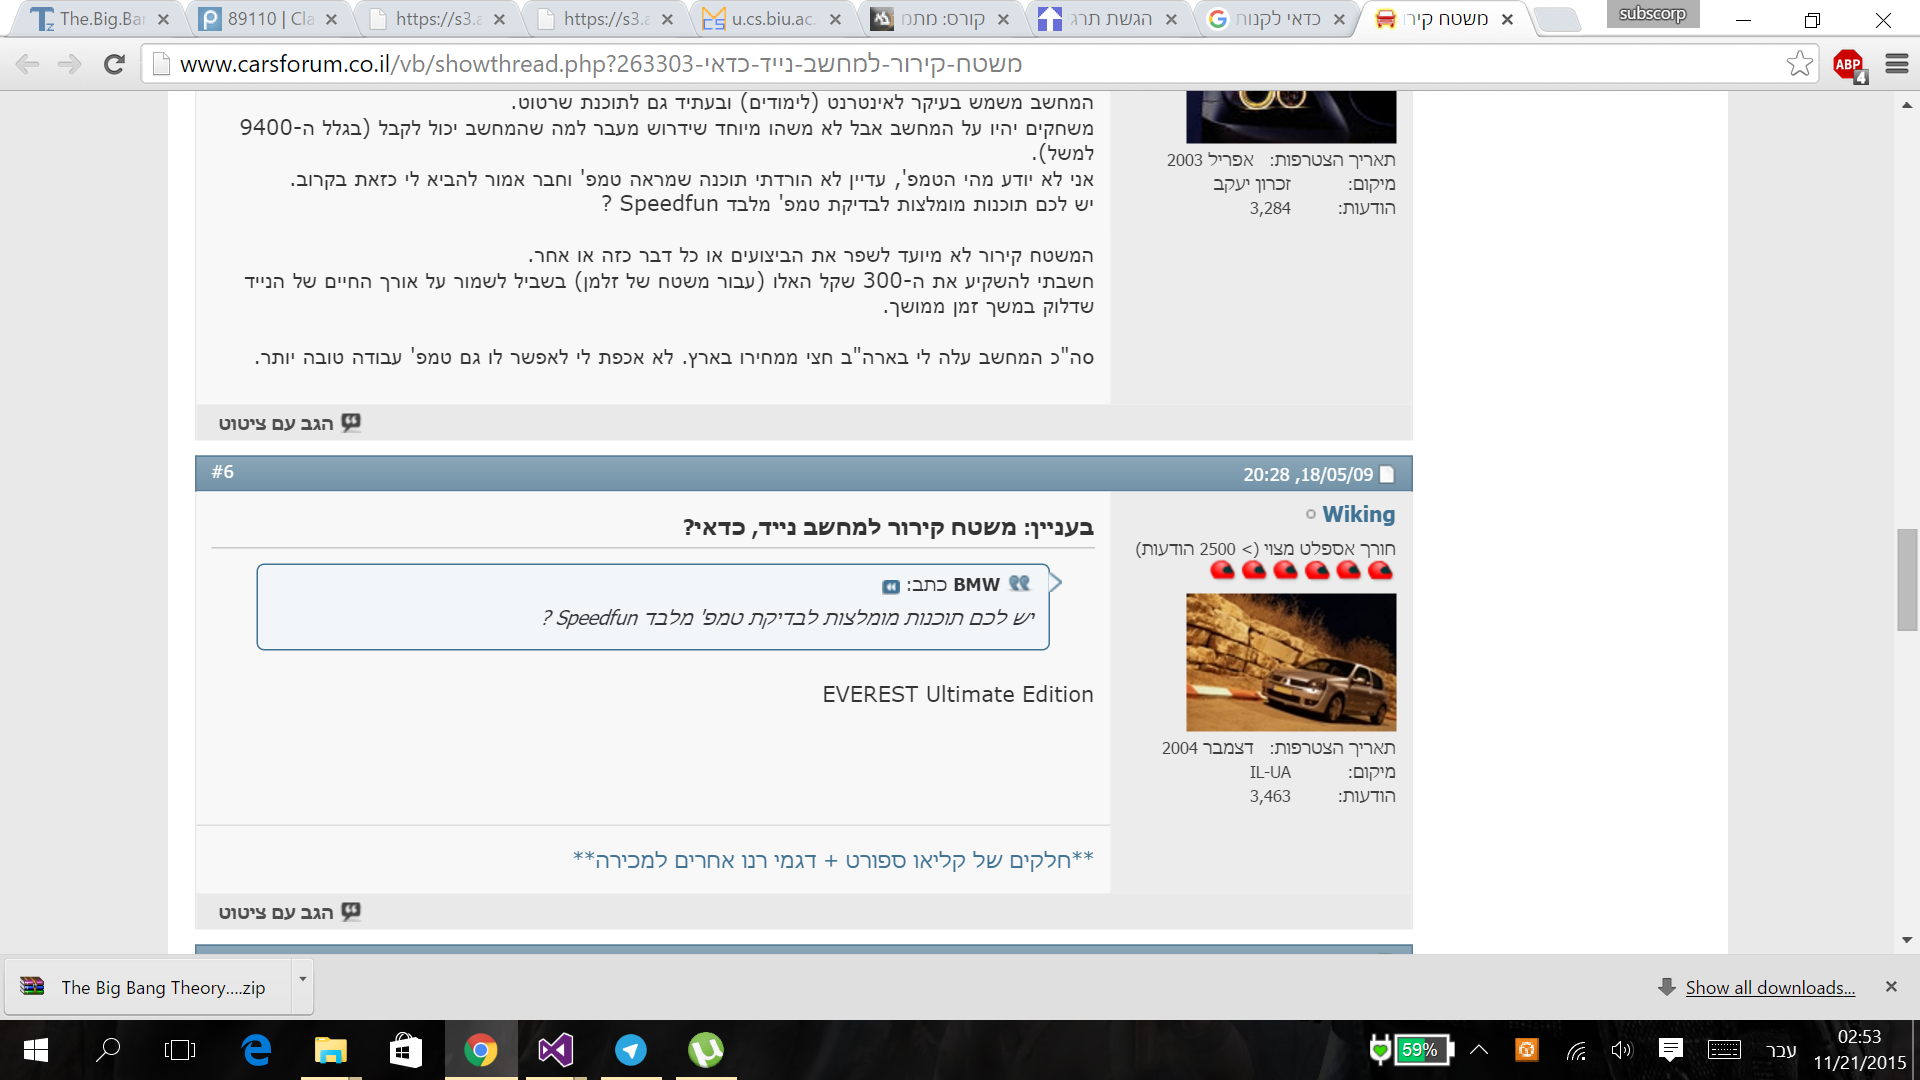 The.Big.Ba
89110 | Cla
https://s3.a
https://s3.a
u.cs.biu.ac.
קורס: מתמ
הגשת תרג
כדאי לקנות
משטח קירו
subscorp
www.carsforum.co.il/vb/showthread.php?263303-משטח-קירור-למחשב-נייד-כדאי
ABP
4
המחשב משמש בעיקר לאינטרנט (לימודים) ובעתיד גם לתוכנת שרטוט.
משחקים יהיו על המחשב אבל לא משהו מיוחד שידרוש מעבר למה שהמחשב יכול לקבל (בגלל ה-9400
למשל).
אני לא יודע מהי הטמפ', עדיין לא הורדתי תוכנה שמראה טמפ' וחבר אמור להביא לי כזאת בקרוב.
יש לכם תוכנות מומלצות לבדיקת טמפ' מלבד Speedfun ?
המשטח קירור לא מיועד לשפר את הביצועים או כל דבר כזה או אחר.
חשבתי להשקיע את ה-300 שקל האלו (עבור משטח של זלמן) בשביל לשמור על אורך החיים של הנייד
שדלוק במשך זמן ממושך.
סה"כ המחשב עלה לי בארה"ב חצי ממחירו בארץ. לא אכפת לי לאפשר לו גם טמפ' עבודה טובה יותר.
תאריך הצטרפות: אפריל 2003
מיקום: זכרון יעקב
הודעות: 3,284
הגב עם ציטוט
18/05/09, 20:28
#6
Wiking
חורך אספלט מצוי (> 2500 הודעות)
תאריך הצטרפות: דצמבר 2004
מיקום: IL-UA
הודעות: 3,463
בעניין: משטח קירור למחשב נייד, כדאי?
BMW כתב:
יש לכם תוכנות מומלצות לבדיקת טמפ' מלבד Speedfun ?
EVEREST Ultimate Edition
**חלקים של קליאו ספורט + דגמי רנו אחרים למכירה**
הגב עם ציטוט
The Big Bang Theory....zip
Show all downloads...
59%
עבר
02:53
11/21/2015